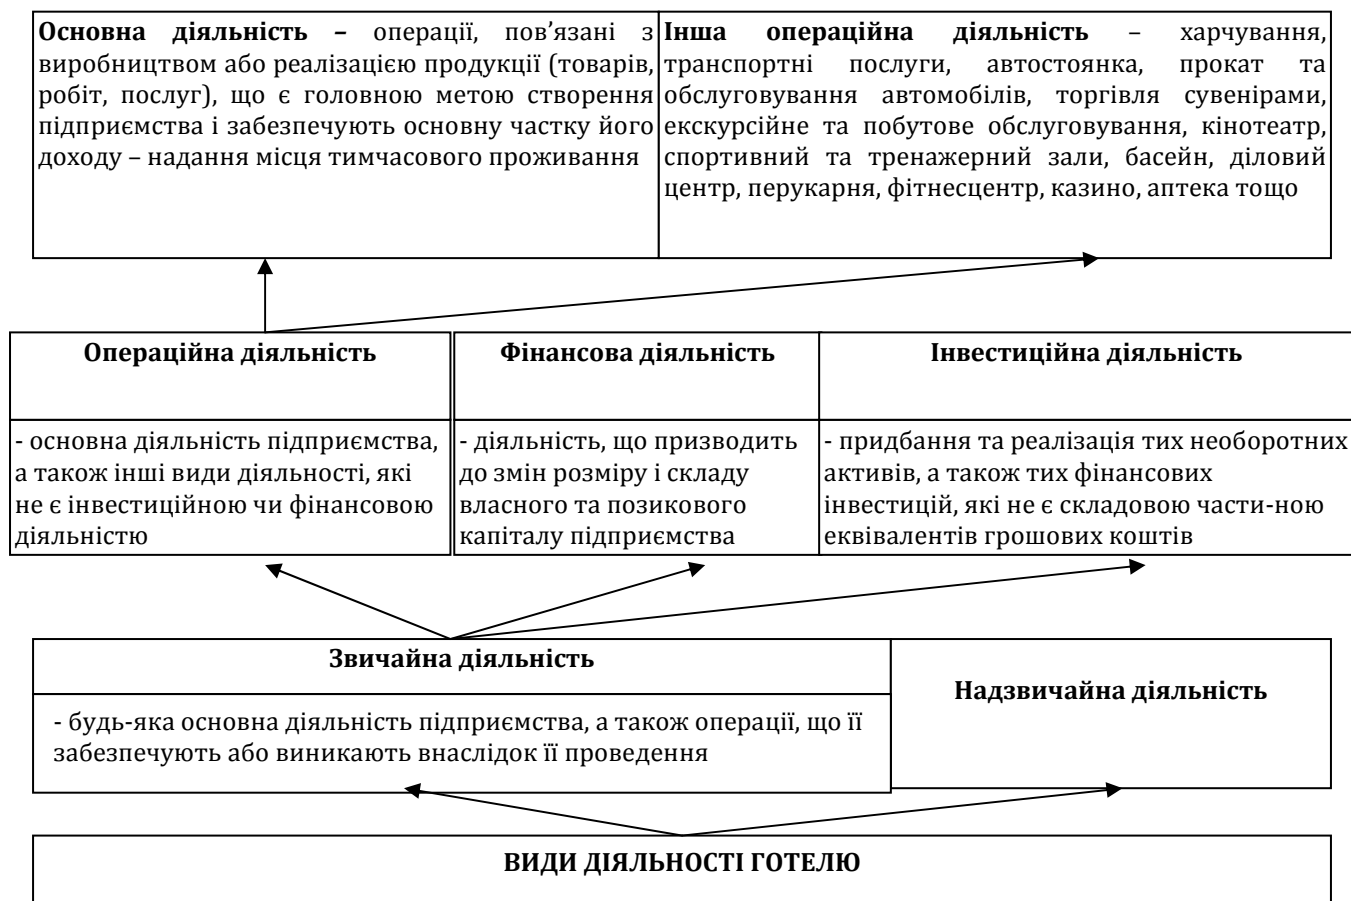 Основна діяльність – операції, пов’язані з
виробництвом або реалізацією продукції (товарів,
робіт, послуг), що є головною метою створення
підприємства і забезпечують основну частку його
доходу – надання місця тимчасового проживання
Інша операційна діяльність – харчування,
транспортні послуги, автостоянка, прокат та
обслуговування автомобілів, торгівля сувенірами,
екскурсійне та побутове обслуговування, кінотеатр,
спортивний та тренажерний зали, басейн, діловий
центр, перукарня, фітнесцентр, казино, аптека тощо
Операційна діяльність
- основна діяльність підприємства,
а також інші види діяльності, які
не є інвестиційною чи фінансовою
діяльністю
Фінансова діяльність
- діяльність, що призводить
до змін розміру і складу
власного та позикового
капіталу підприємства
Інвестиційна діяльність
- придбання та реалізація тих необоротних
активів, а також тих фінансових
інвестицій, які не є складовою части-ною
еквівалентів грошових коштів
Звичайна діяльність
- будь-яка основна діяльність підприємства, а також операції, що її
забезпечують або виникають внаслідок її проведення
Надзвичайна діяльність
ВИДИ ДІЯЛЬНОСТІ ГОТЕЛЮ